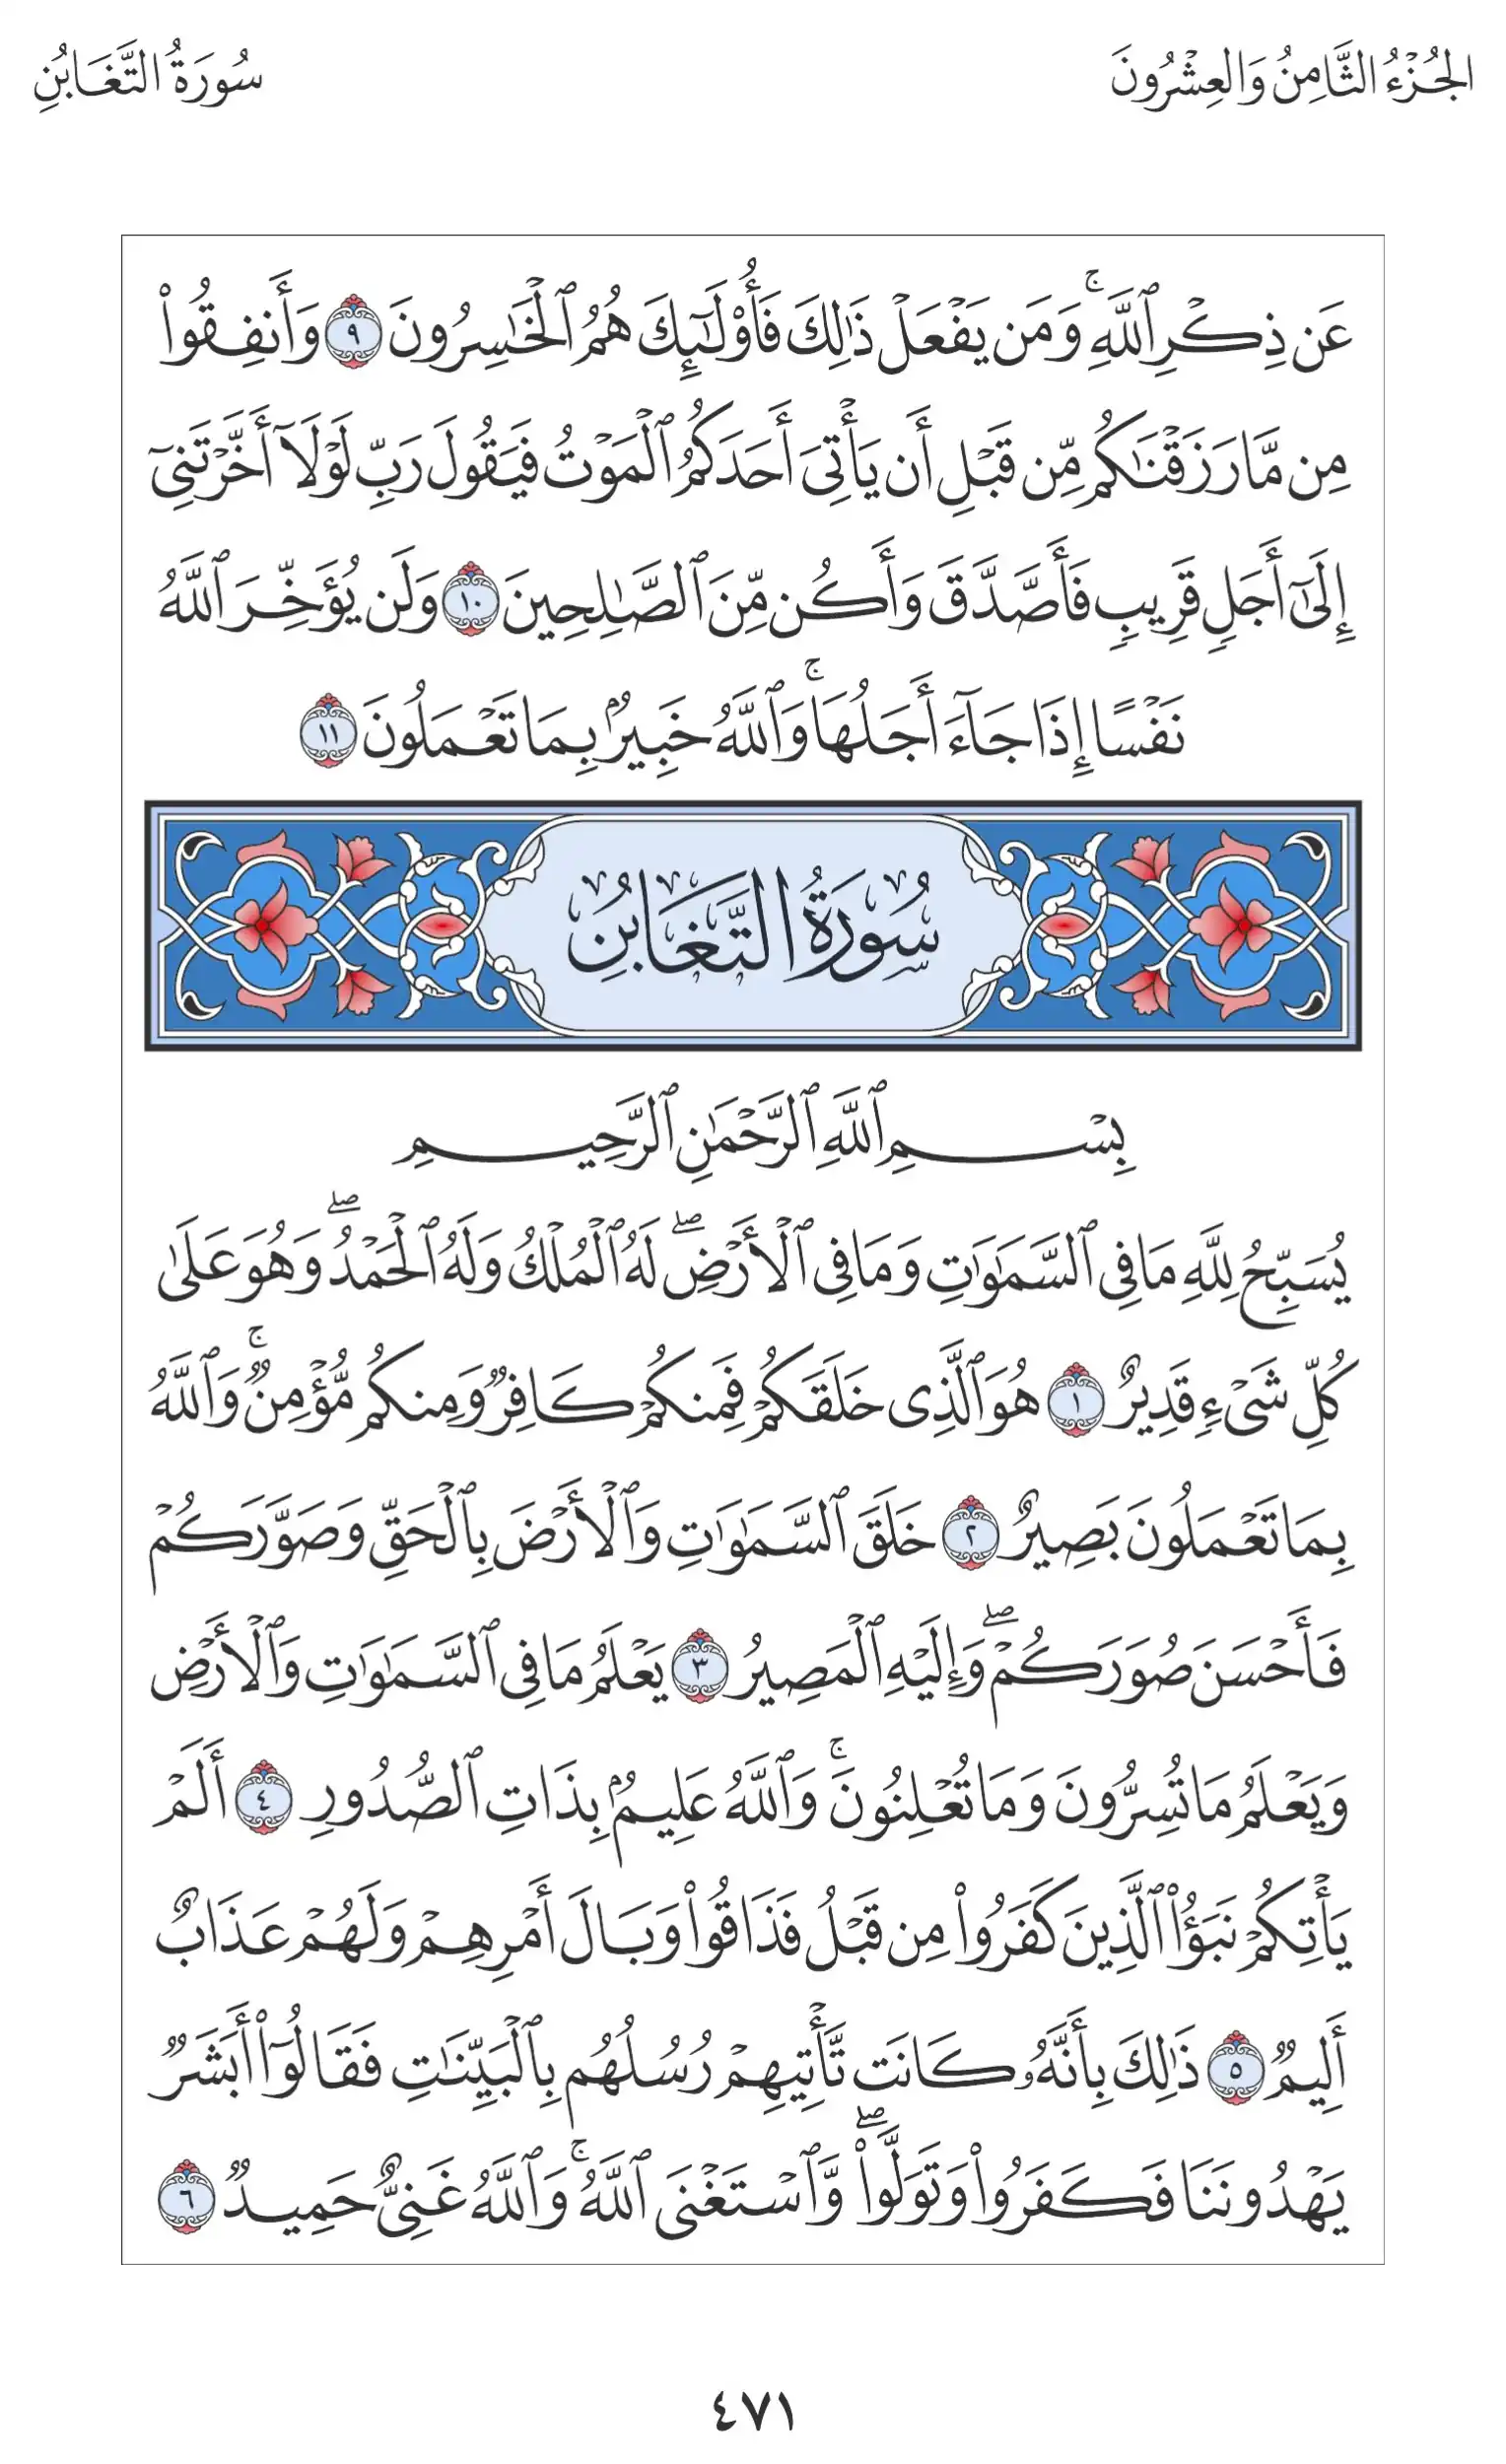 الجُزْءُ الثَّامِنُ وَالعِشْرُونَ
سُورَةُ التَّغَابُنِ
عَن ذِكْرِ ٱللَّهِۚ وَمَن يَفْعَلْ ذَٰلِكَ فَأُوْلَٰٓئِكَ هُمُ ٱلْخَٰسِرُونَ ٩ وَأَنفِقُواْ
مِن مَّا رَزَقْنَٰكُم مِّن قَبْلِ أَن يَأْتِىَ أَحَدَكُمُ ٱلْمَوْتُ فَيَقُولَ رَبِّ لَوْلَآ أَخَّرْتَنِىٓ
إِلَىٰٓ أَجَلٍ قَرِيبٍ فَأَصَّدَّقَ وَأَكُن مِّنَ ٱلصَّٰلِحِينَ ١٠ وَلَن يُؤَخِّرَ ٱللَّهُ
نَفْسًا إِذَا جَآءَ أَجَلُهَاۚ وَٱللَّهُ خَبِيرٌۢ بِمَا تَعْمَلُونَ ١١
سُورَةُ التَّغَابُنِ
بِسْمِ ٱللَّهِ ٱلرَّحْمَٰنِ ٱلرَّحِيمِ
يُسَبِّحُ لِلَّهِ مَا فِى ٱلسَّمَٰوَٰتِ وَمَا فِى ٱلْأَرْضِۖ لَهُ ٱلْمُلْكُ وَلَهُ ٱلْحَمْدُۖ وَهُوَ عَلَىٰ
كُلِّ شَىْءٍ قَدِيرٌ ١ هُوَ ٱلَّذِى خَلَقَكُمْ فَمِنكُمْ كَافِرٌ وَمِنكُم مُّؤْمِنٌۚ وَٱللَّهُ
بِمَا تَعْمَلُونَ بَصِيرٌ ٢ خَلَقَ ٱلسَّمَٰوَٰتِ وَٱلْأَرْضَ بِٱلْحَقِّ وَصَوَّرَكُمْ
فَأَحْسَنَ صُوَرَكُمْۖ وَإِلَيْهِ ٱلْمَصِيرُ ٣ يَعْلَمُ مَا فِى ٱلسَّمَٰوَٰتِ وَٱلْأَرْضِ
وَيَعْلَمُ مَا تُسِرُّونَ وَمَا تُعْلِنُونَۚ وَٱللَّهُ عَلِيمٌۢ بِذَاتِ ٱلصُّدُورِ ٤ أَلَمْ
يَأْتِكُمْ نَبَؤُاْ ٱلَّذِينَ كَفَرُواْ مِن قَبْلُ فَذَاقُواْ وَبَالَ أَمْرِهِمْ وَلَهُمْ عَذَابٌ
أَلِيمٌ ٥ ذَٰلِكَ بِأَنَّهُۥ كَانَت تَّأْتِيهِمْ رُسُلُهُم بِٱلْبَيِّنَٰتِ فَقَالُوٓاْ أَبَشَرٌ
يَهْدُونَنَا فَكَفَرُواْ وَتَوَلَّواْۖ وَّٱسْتَغْنَى ٱللَّهُۚ وَٱللَّهُ غَنِىٌّ حَمِيدٌ ٦
٤٧١